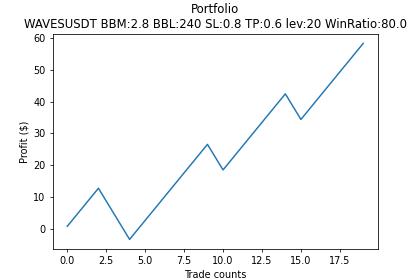 Portfolio
WAVESUSDT BBM:2.8 BBL:240 SL:0.8 TP:0.6 lev:20 WinRatio:80.0
60
50
40
30
20
10
0
Profit ($)
0.0 2.5 5.0 7.5 10.0 12.5 15.0 17.5
Trade counts